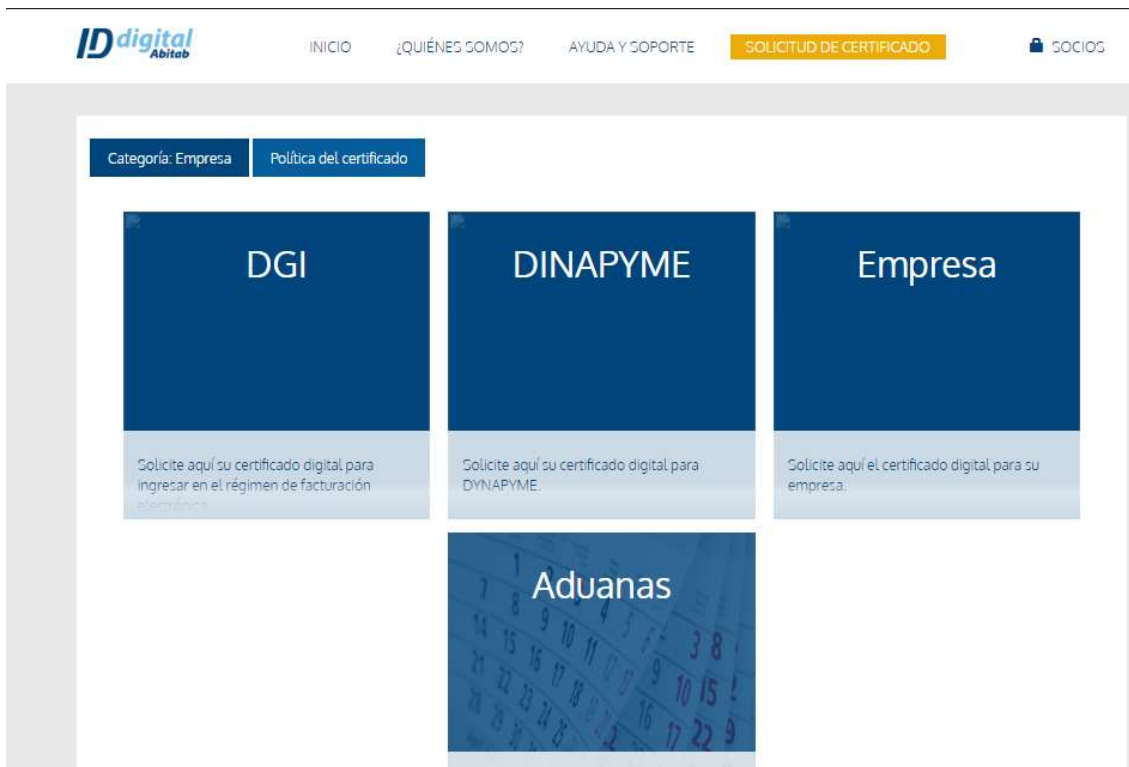 ID digital
Abitab
INICIO
¿QUIÉNES SOMOS?
AYUDA Y SOPORTE
SOLICITUD DE CERTIFICADO
SOCIOS
Categoría: Empresa
Política del certificado
DGI
DINAPYME
Empresa
Solicite aquí su certificado digital para
ingresar en el régimen de facturación
electrónica
Solicite aquí su certificado digital para
DYNAPYME.
Solicite aquí el certificado digital para su
empresa.
Aduanas